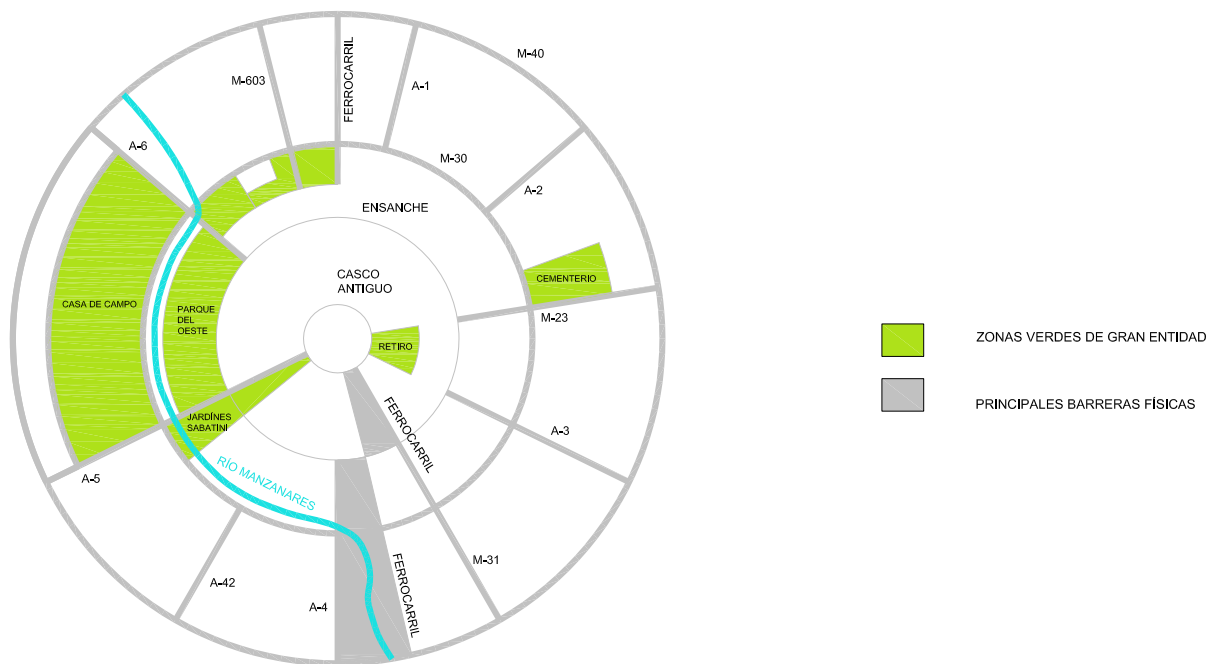 M-40
FERROCARRIL
M-603
A-1
A-6
M-30
A-2
ENSANCHE
CASCO
ANTIGUO
CEMENTERIO
CASA DE CAMPO
PARQUE
DEL
OESTE
M-23
RETIRO
ZONAS VERDES DE GRAN ENTIDAD
PRINCIPALES BARRERAS FÍSICAS
JARDÍNES
SABATINI
FERROCARRIL
A-3
A-5
RÍO MANZANARES
M-31
A-42
A-4
FERROCARRIL